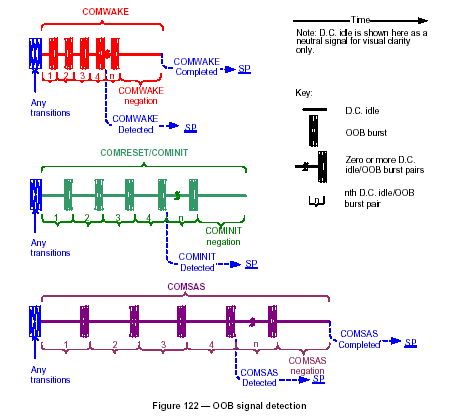 COMWAKE
Time
Note: D.C. idle is shown here as a
neutral signal for visual clarity
only.
COMWAKE
Completed
SP
1 2 3 4 n
Any
transitions
COMWAKE
negation
COMWAKE
Detected
SP
Key:
D.C. idle
OOB burst
Zero or more D.C.
idle/OOB burst pairs
n
nth D.C. idle/OOB
burst pair
COMRESET/COMINIT
1 2 3 4 n
Any
transitions
COMINIT
negation
COMINIT
Detected
SP
COMSAS
COMSAS
Completed
SP
1 2 3 4 n
Any
transitions
COMSAS
Detected
SP
COMSAS
negation
Figure 122 — OOB signal detection